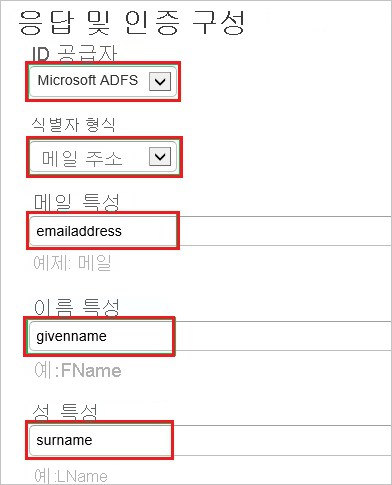 응답 및 인증 구성
ID 공급자
Microsoft ADFS
식별자 형식
메일 주소
메일 특성
emailaddress
예제: 메일
이름 특성
givenname
예:FName
성 특성
surname
예:LName